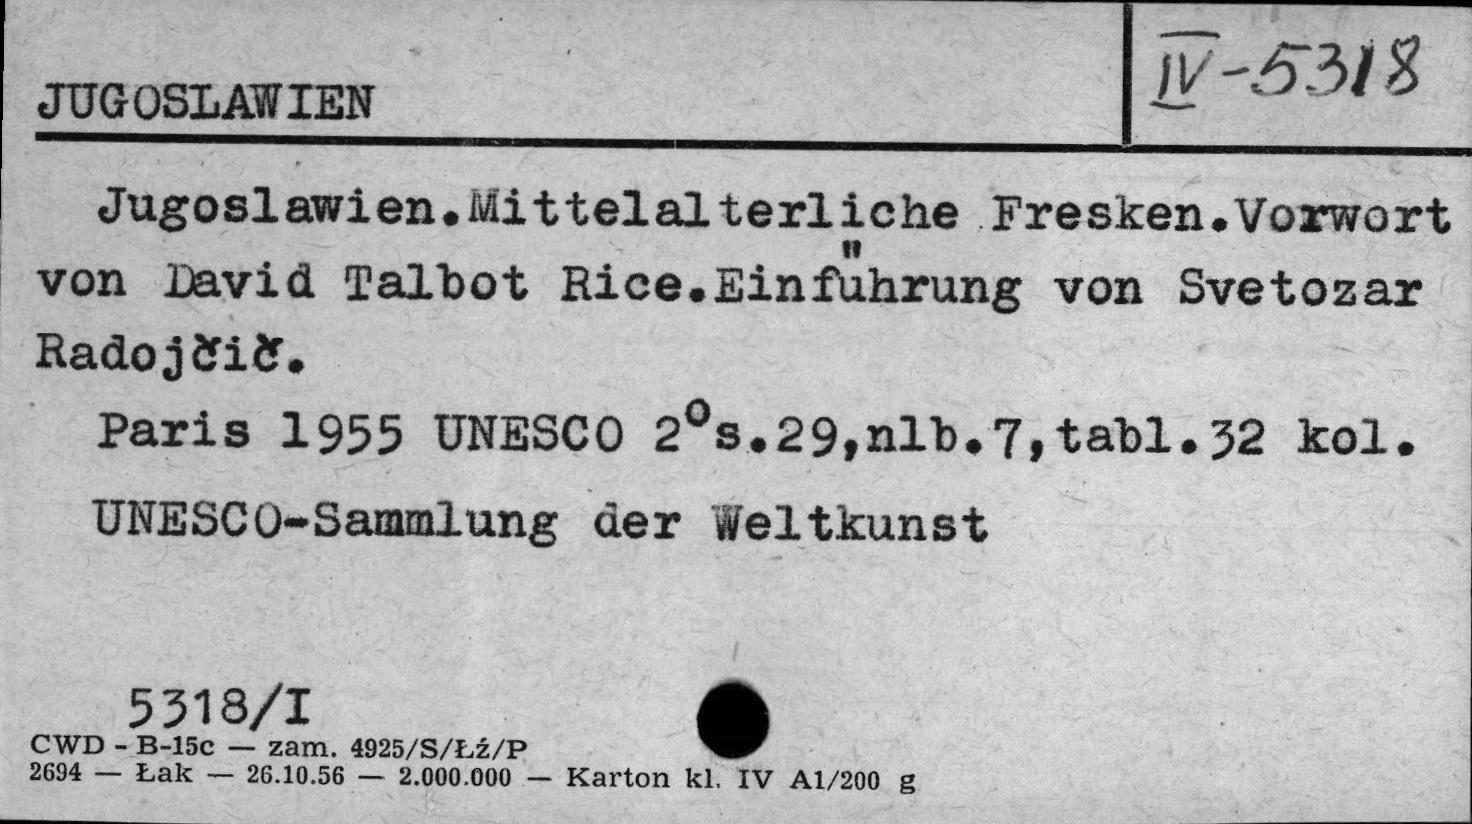 IV-5318
JUGOSLAWIEN
Jugoslawien.Mittelalterliche Fresken.Vorwort
von David Talbot Rice.Einführung von Svetozar
Radojčič.
Paris 1955 UNESCO 2°s.29,nlb.7,tabl.32 kol.
UNESCO-Sammlung der Weltkunst
5318/I
CWD - B-15c — zam. 4925/S/Łź/P
2694 — Łak — 26.10.56 — 2.000.000 — Karton kl. IV A1/200 g